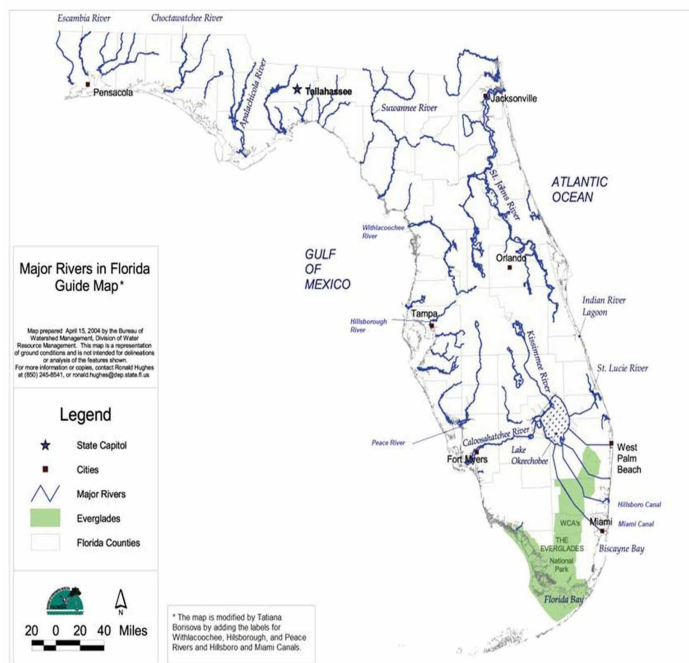 Escambia River
Choctawatchee River
Pensacola
Apalachicola River
Tallahassee
Suwannee River
Jacksonville
St. Johns River
ATLANTIC
OCEAN
Withlacoochee
River
GULF
OF
MEXICO
Orlando
Major Rivers in Florida
Guide Map*
Map prepared April 15, 2004 by the Bureau of
Watershed Management, Division of Water
Resource Management. This map is a representation
of ground conditions and is not intended for delineations
or analysis of the features shown.
For more information or copies, contact Ronald Hughes
at (850) 245-8541, or ronald.hughes@dep.state.fl.us
Indian River
Lagoon
Tampa
Hillsborough
River
Kissimmee River
St. Lucie River
Legend
State Capitol
Cities
Major Rivers
Everglades
Florida Counties
Peace River
Caloosahatchee River
Fort Myers
Lake
Okeechobee
West
Palm
Beach
Hillsboro Canal
WCA's
Miami
Miami Canal
THE
EVERGLADES
National
Park
Biscayne Bay
Florida Bay
N
20 0 20 40 Miles
* The map is modified by Tatiana
Borisova by adding the labels for
Withlacoochee, Hilsborough, and Peace
Rivers and Hillsboro and Miami Canals.